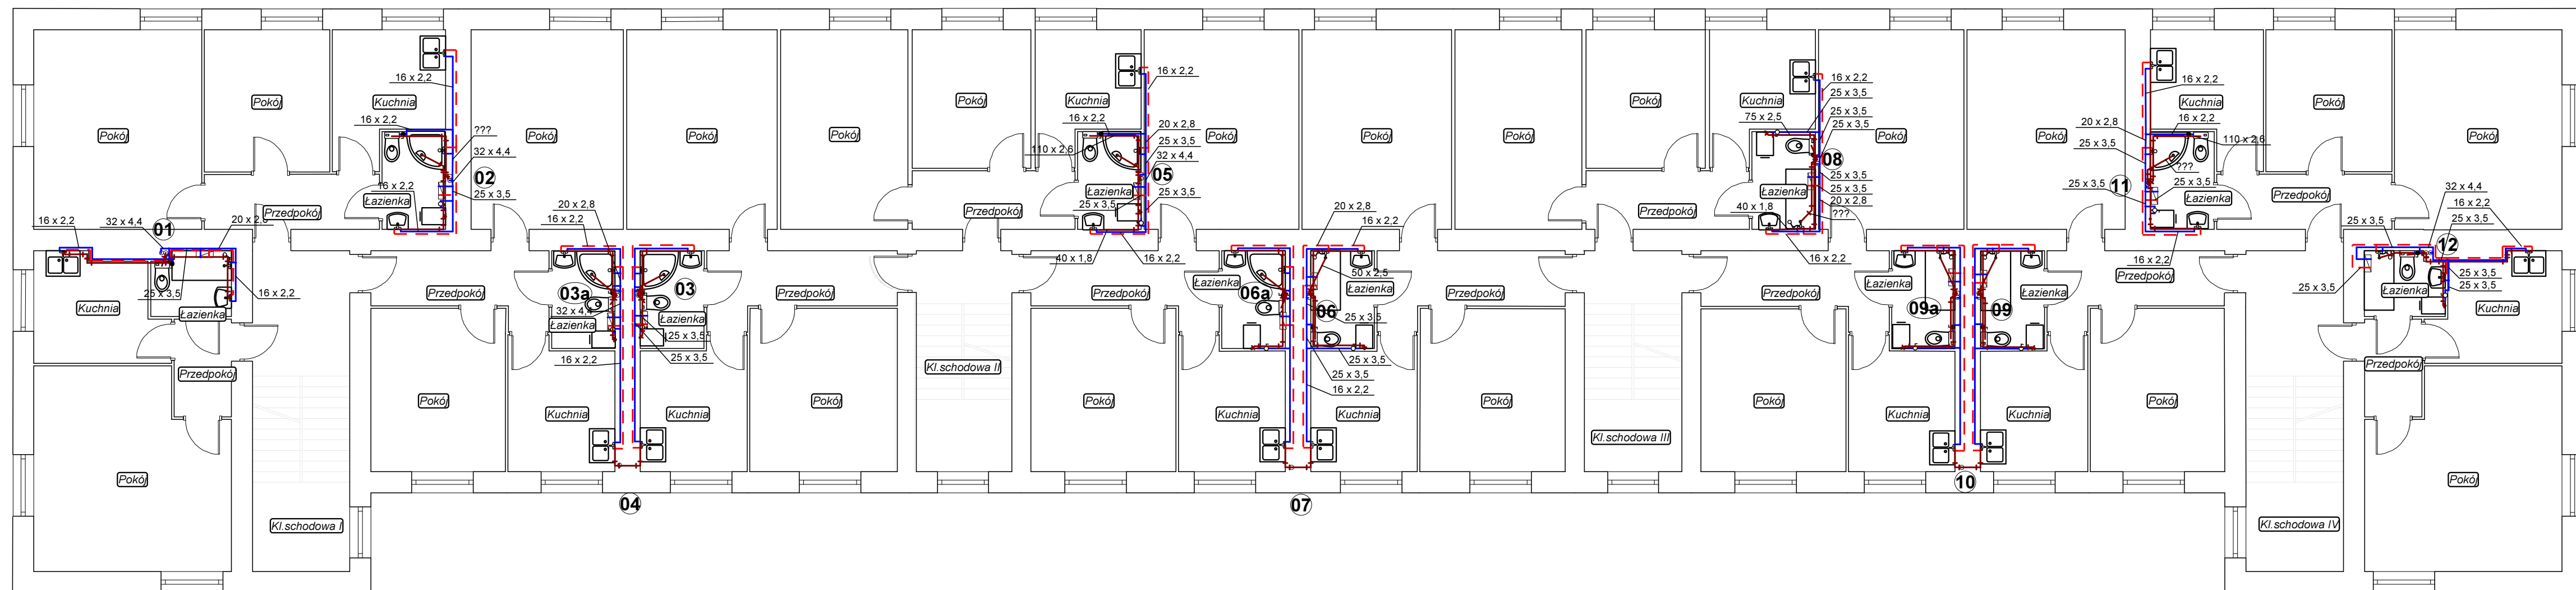 16 x 2,2
Pokój
Kuchnia
Pokój
16 x 2,2
???
Pokój
32 x 4,4
02
16 x 2,2
25 x 3,5
Łazienka
Przedpokój
Pokój
Pokój
Pokój
Kuchnia
16 x 2,2
16 x 2,2
20 x 2,8
Pokój
110 x 2,6
25 x 3,5
32 x 4,4
05
Łazienka
25 x 3,5
25 x 3,5
Przedpokój
40 x 1,8
16 x 2,2
Pokój
Pokój
Pokój
Kuchnia
16 x 2,2
25 x 3,5
75 x 2,5
25 x 3,5
25 x 3,5
Pokój
08
25 x 3,5
Łazienka
25 x 3,5
20 x 2,8
40 x 1,8
???
Przedpokój
16 x 2,2
Pokój
16 x 2,2
Kuchnia
Pokój
20 x 2,8
16 x 2,2
110 x 2,6
Pokój
25 x 3,5
???
25 x 3,5
11
25 x 3,5
Łazienka
Przedpokój
16 x 2,2
Przedpokój
16 x 2,2
32 x 4,4
01
Kuchnia
25 x 3,5
16 x 2,2
Łazienka
Przedpokój
Pokój
Kl.schodowa I
20 x 2,8
16 x 2,2
03a
03
Przedpokój
32 x 4,4
Łazienka
Łazienka
25 x 3,5
25 x 3,5
16 x 2,2
Przedpokój
Pokój
Kuchnia
Kuchnia
Pokój
04
Kl.schodowa II
20 x 2,8
16 x 2,2
Łazienka
50 x 2,5
Łazienka
Przedpokój
06a
06
Przedpokój
25 x 3,5
25 x 3,5
25 x 3,5
16 x 2,2
Pokój
Kuchnia
Kuchnia
Pokój
07
Kl.schodowa III
Łazienka
Łazienka
Przedpokój
09a
09
Pokój
Kuchnia
Kuchnia
Pokój
10
32 x 4,4
16 x 2,2
25 x 3,5
25 x 3,5
12
25 x 3,5
25 x 3,5
25 x 3,5
Łazienka
Kuchnia
Przedpokój
Pokój
Kl.schodowa IV